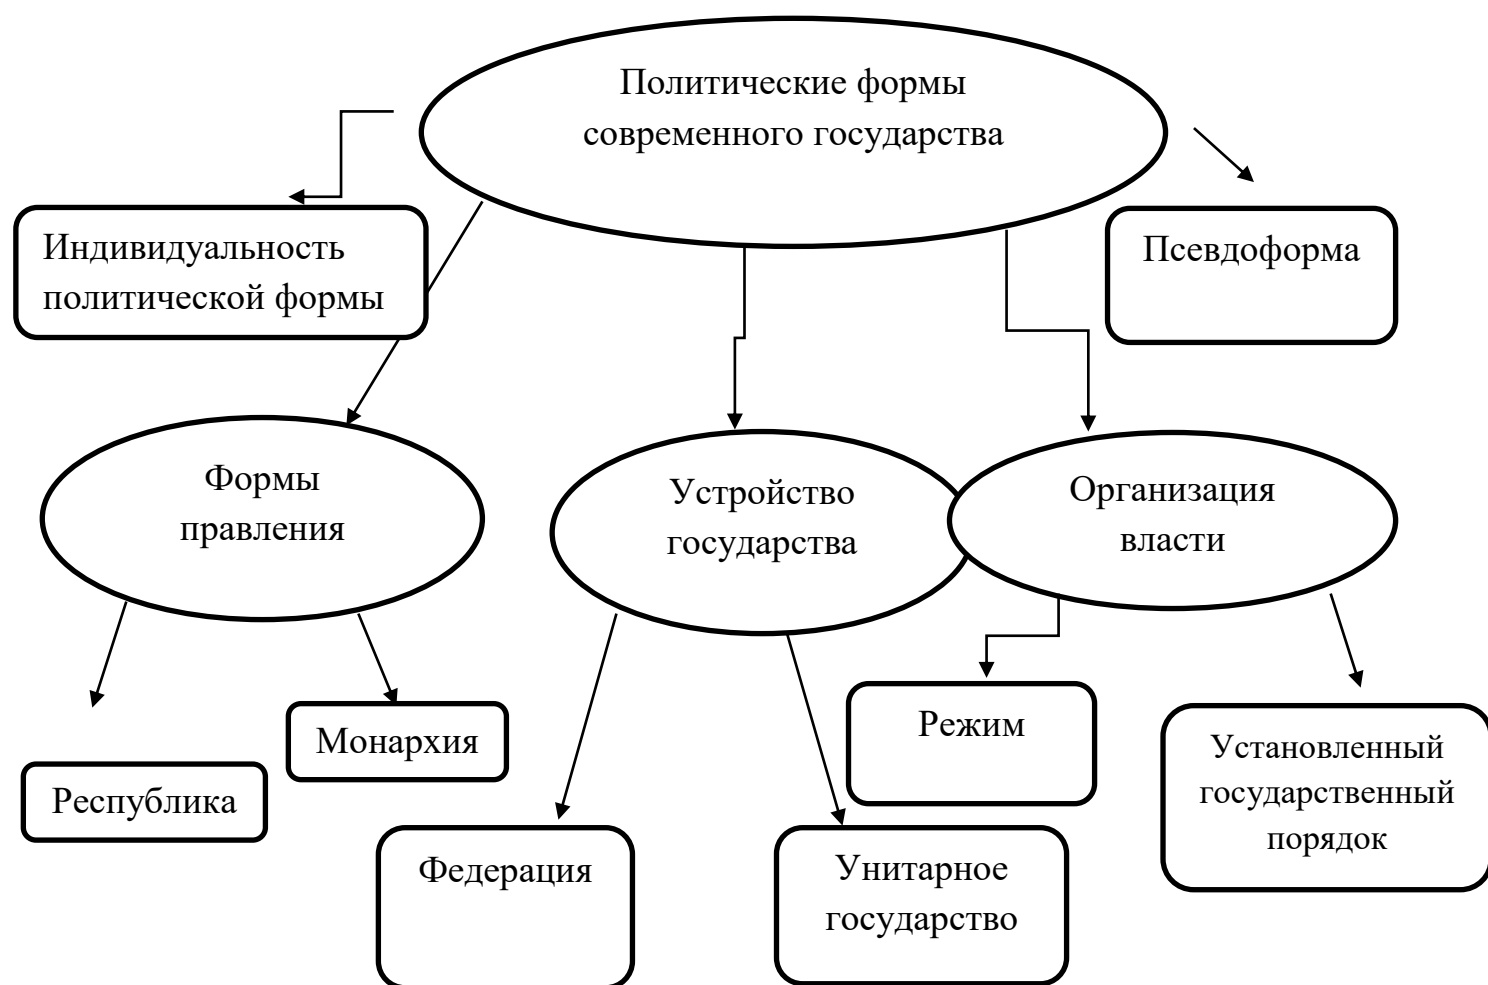 Политические формы
современного государства
Индивидуальность
политической формы
Псевдоформа
Формы
правления
Устройство
государства
Организация
власти
Республика
Монархия
Федерация
Унитарное
государство
Режим
Установленный
государственный
порядок